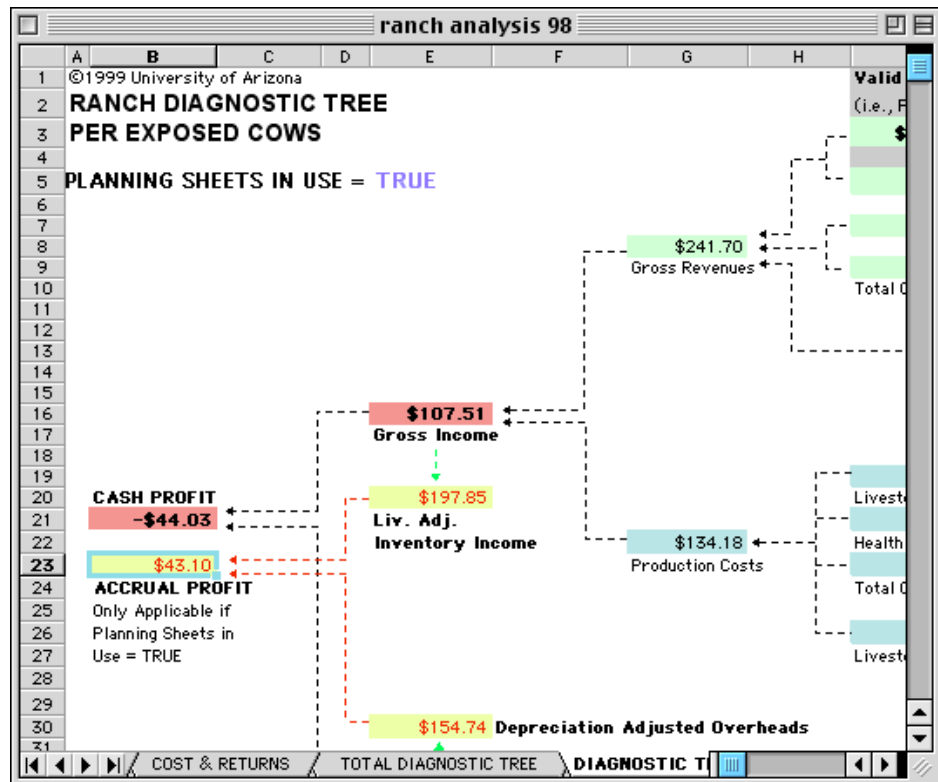 ranch analysis 98
A B C D E F G H
1 ©1999 University of Arizona Valid
2 RANCH DIAGNOSTIC TREE (i.e., F
3 PER EXPOSED COWS $
4
5 PLANNING SHEETS IN USE = TRUE
6
7
8 $241.70
9 Gross Revenues
10 Total C
11
12
13
14
15
16 $107.51
17 Gross Income
18
19
20 CASH PROFIT $197.85 Livest
21 -$44.03 Liv. Adj.
22 Inventory Income $134.18 Health
23 $43.10 Production Costs
24 ACCRUAL PROFIT Total C
25 Only Applicable if
26 Planning Sheets in
27 Use = TRUE Livest
28
29
30 $154.74 Depreciation Adjusted Overheads
31
COST & RETURNS TOTAL DIAGNOSTIC TREE DIAGNOSTIC T